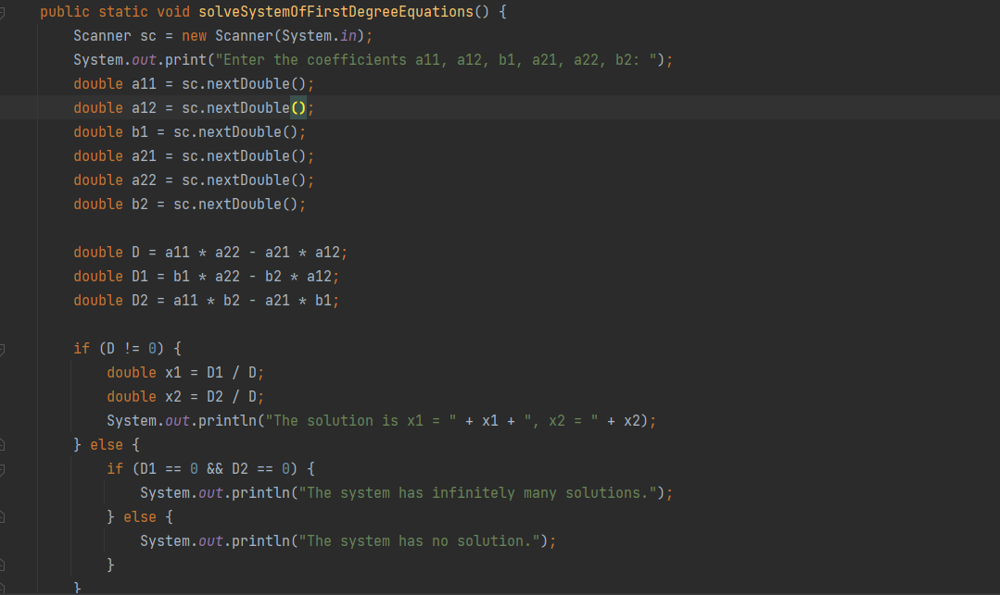 public static void solveSystemOfFirstDegreeEquations() {
    Scanner sc = new Scanner(System.in);
    System.out.print("Enter the coefficients a11, a12, b1, a21, a22, b2: ");
    double a11 = sc.nextDouble();
    double a12 = sc.nextDouble();
    double b1 = sc.nextDouble();
    double a21 = sc.nextDouble();
    double a22 = sc.nextDouble();
    double b2 = sc.nextDouble();

    double D = a11 * a22 - a21 * a12;
    double D1 = b1 * a22 - b2 * a12;
    double D2 = a11 * b2 - a21 * b1;

    if (D != 0) {
        double x1 = D1 / D;
        double x2 = D2 / D;
        System.out.println("The solution is x1 = " + x1 + ", x2 = " + x2);
    } else {
        if (D1 == 0 && D2 == 0) {
            System.out.println("The system has infinitely many solutions.");
        } else {
            System.out.println("The system has no solution.");
        }
    }